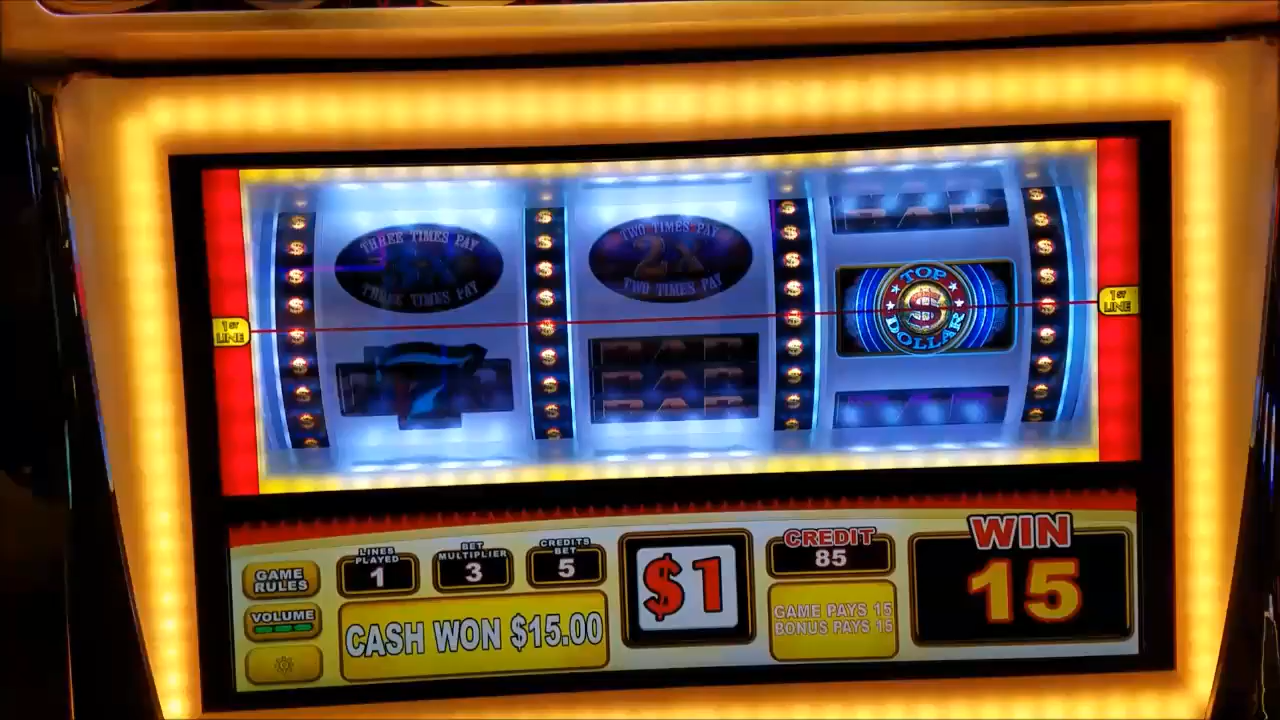 THREE TIMES PAY
THREE TIMES PAY
TWO TIMES PAY
2X
TWO TIMES PAY
BAR
TOP
$
DOLLAR
1ST
LINE
1ST
LINE
7
BAR
BAR
BAR
BAR
GAME
RULES
VOLUME
LINES
PLAYED
1
BET
MULTIPLIER
3
CREDITS
BET
5
CASH WON $15.00
$1
CREDIT
85
GAME PAYS 15
BONUS PAYS 15
WIN
15